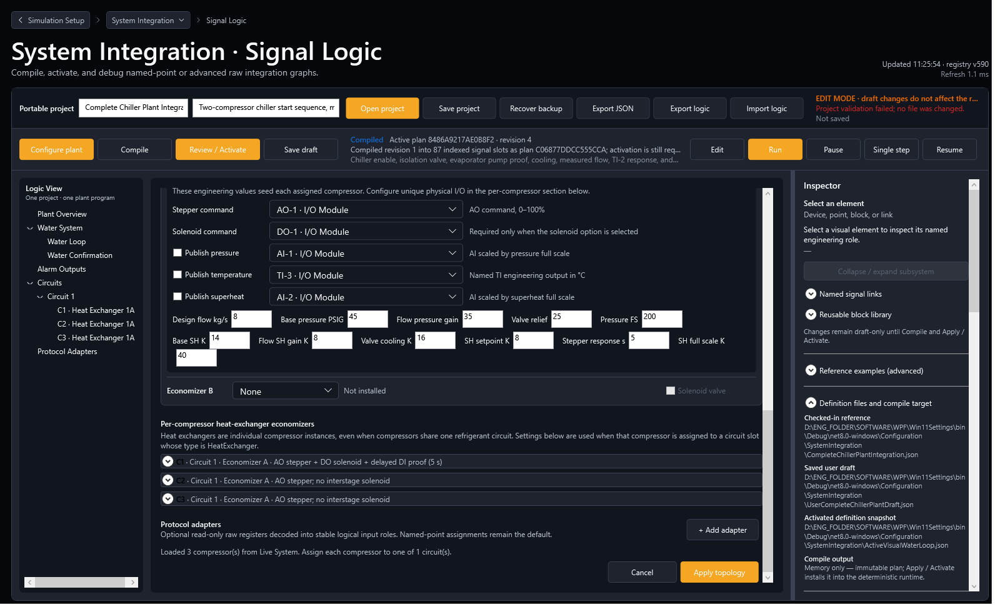 Simulation Setup
System Integration
Signal Logic
System Integration · Signal Logic
Compile, activate, and debug named-point or advanced raw integration graphs.
Updated 11:25:54 · registry v590
Refresh 1.1 ms
Portable project
Complete Chiller Plant Integra
Two-compressor chiller start sequence, m
Open project
Save project
Recover backup
Export JSON
Export logic
Import logic
EDIT MODE · draft changes do not affect the r...
Project validation failed; no file was changed.
Not saved
Configure plant
Compile
Review / Activate
Save draft
Compiled Active plan 8486A9217AE0B8F2 · revision 4
Compiled revision 1 into 87 indexed signal slots as plan C06877DDCC555CCA; activation is still req...
Chiller enable, isolation valve, evaporator pump proof, cooling, measured flow, TI-2 response, and...
Edit
Run
Pause
Single step
Resume
Logic View
One project · one plant program
Plant Overview
Water System
Water Loop
Water Confirmation
Alarm Outputs
Circuits
Circuit 1
C1 · Heat Exchanger 1A
C2 · Heat Exchanger 1A
C3 · Heat Exchanger 1A
Protocol Adapters
These engineering values seed each assigned compressor. Configure unique physical I/O in the per-compressor section below.
Stepper command AO-1 · I/O Module AO command, 0–100%
Solenoid command DO-1 · I/O Module Required only when the solenoid option is selected
Publish pressure AI-1 · I/O Module AI scaled by pressure full scale
Publish temperature TI-3 · I/O Module Named TI engineering output in °C
Publish superheat AI-2 · I/O Module AI scaled by superheat full scale
Design flow kg/s 8 Base pressure PSIG 45 Flow pressure gain 35 Valve relief 25 Pressure FS 200
Base SH K 14 Flow SH gain K 8 Valve cooling K 16 SH setpoint K 8 Stepper response s 5 SH full scale K
40
Economizer B None Not installed Solenoid valve
Per-compressor heat-exchanger economizers
Heat exchangers are individual compressor instances, even when compressors share one refrigerant circuit. Settings below are used when that compressor is assigned to a circuit slot
whose type is HeatExchanger.
C1 · Circuit 1 · Economizer A · AO stepper + DO solenoid + delayed DI proof (5 s)
C2 · Circuit 1 · Economizer A · AO stepper; no interstage solenoid
C3 · Circuit 1 · Economizer A · AO stepper; no interstage solenoid
Protocol adapters
Optional read-only raw registers decoded into stable logical input roles. Named-point assignments remain the default.
+ Add adapter
Loaded 3 compressor(s) from Live System. Assign each compressor to one of 1 circuit(s).
Cancel
Apply topology
Inspector
Select an element
Device, point, block, or link
Select a visual element to inspect its named
engineering role.
—
Collapse / expand subsystem
Named signal links
Reusable block library
Changes remain draft-only until Compile and Apply /
Activate.
Reference examples (advanced)
Definition files and compile target
Checked-in reference
D:\ENG_FOLDER\SOFTWARE\WPF\Win11Settings\bin
\Debug\net8.0-windows\Configuration
\SystemIntegration
\CompleteChillerPlantIntegration.json
Saved user draft
D:\ENG_FOLDER\SOFTWARE\WPF\Win11Settings\bin
\Debug\net8.0-windows\Configuration
\SystemIntegration
\UserCompleteChillerPlantDraft.json
Activated definition snapshot
D:\ENG_FOLDER\SOFTWARE\WPF\Win11Settings\bin
\Debug\net8.0-windows\Configuration
\SystemIntegration\ActiveVisualWaterLoop.json
Compile output
Memory only — immutable plan; Apply / Activate
installs it into the deterministic runtime.